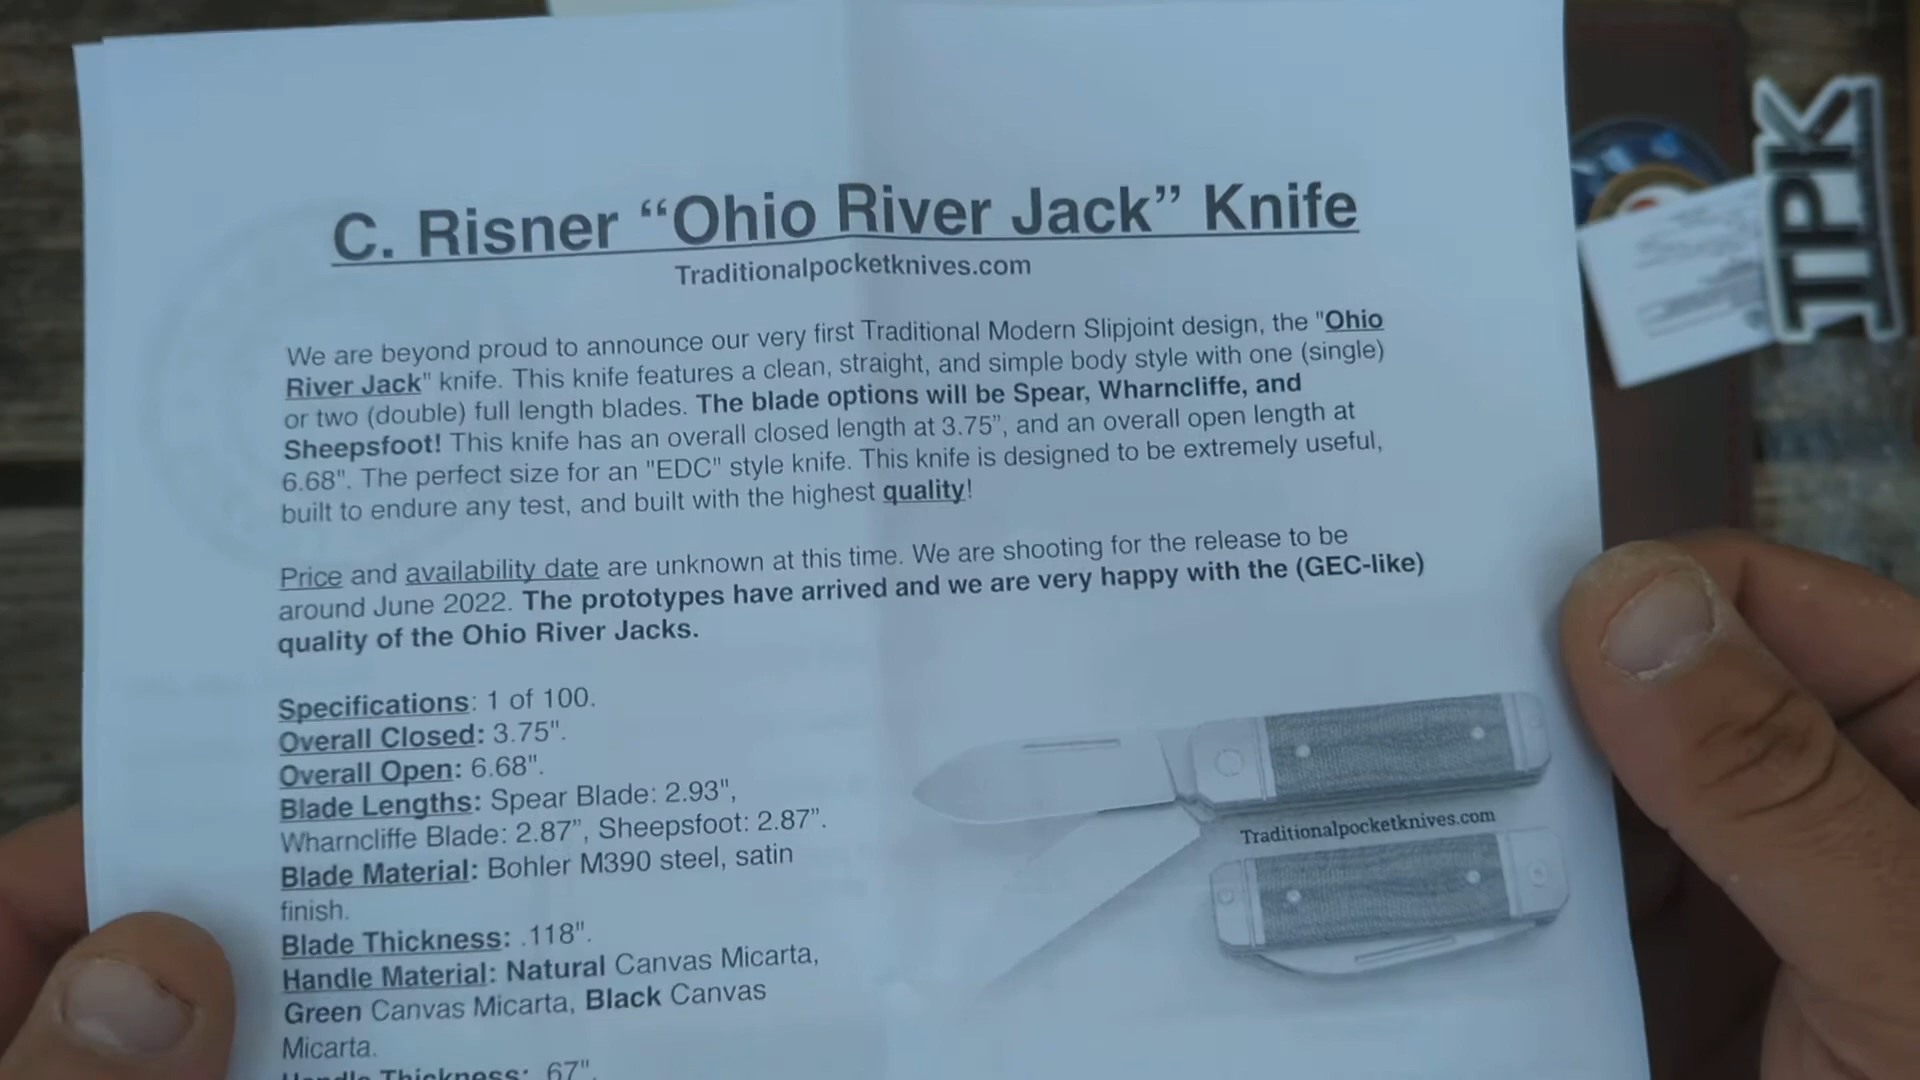 C. Risner “Ohio River Jack” Knife
Traditionalpocketknives.com
We are beyond proud to announce our very first Traditional Modern Slipjoint design, the "Ohio
River Jack" knife. This knife features a clean, straight, and simple body style with one (single)
or two (double) full length blades. The blade options will be Spear, Wharncliffe, and
Sheepsfoot! This knife has an overall closed length at 3.75”, and an overall open length at
6.68". The perfect size for an "EDC" style knife. This knife is designed to be extremely useful,
built to endure any test, and built with the highest quality!
Price and availability date are unknown at this time. We are shooting for the release to be
around June 2022. The prototypes have arrived and we are very happy with the (GEC-like)
quality of the Ohio River Jacks.
Specifications: 1 of 100.
Overall Closed: 3.75".
Overall Open: 6.68".
Blade Lengths: Spear Blade: 2.93",
Wharncliffe Blade: 2.87”, Sheepsfoot: 2.87”.
Blade Material: Bohler M390 steel, satin
finish.
Blade Thickness: .118".
Handle Material: Natural Canvas Micarta,
Green Canvas Micarta, Black Canvas
Micarta.
Handle Thickness: .67".
Traditionalpocketknives.com
TPK